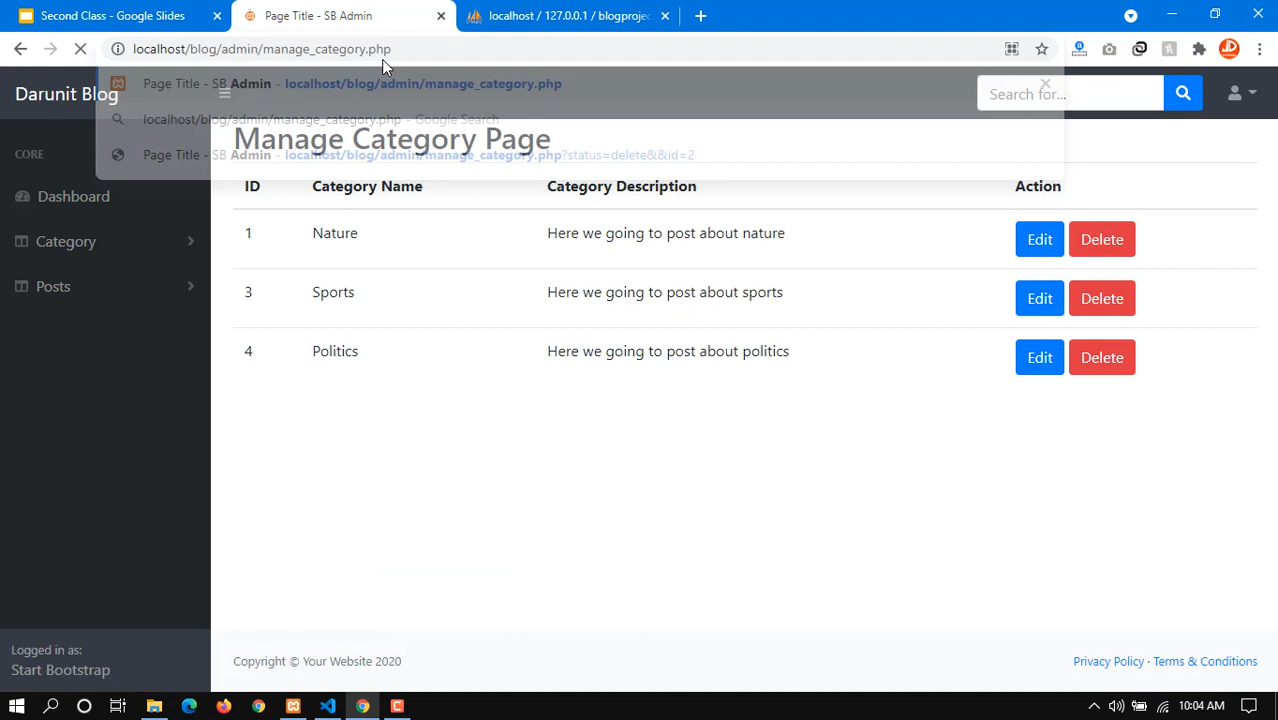 Second Class - Google Slides
Page Title - SB Admin
localhost / 127.0.0.1 / blogprojec
localhost/blog/admin/manage_category.php
Page Title - SB Admin - localhost/blog/admin/manage_category.php
Darunit Blog
Search for...
localhost/blog/admin/manage_category.php - Google Search
Manage Category Page
Page Title - SB Admin - localhost/blog/admin/manage_category.php?status=delete&&id=2
CORE
Dashboard
Category
Posts
ID Category Name Category Description Action
1 Nature Here we going to post about nature Edit Delete
3 Sports Here we going to post about sports Edit Delete
4 Politics Here we going to post about politics Edit Delete
Logged in as:
Start Bootstrap
Copyright © Your Website 2020
Privacy Policy · Terms & Conditions
10:04 AM